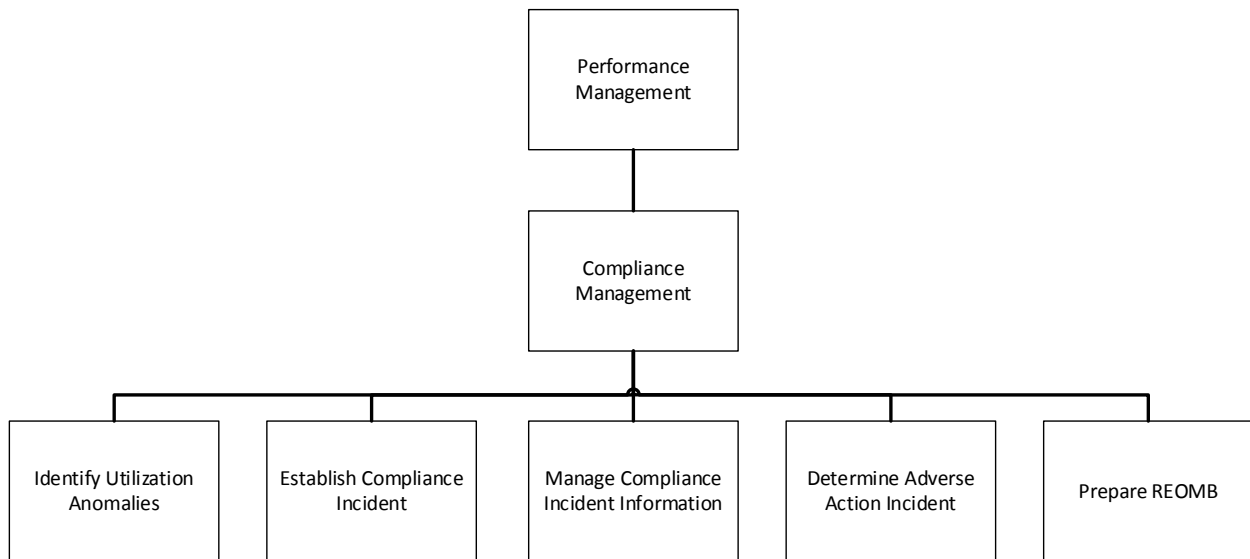 Performance
Management
Compliance
Management
Identify Utilization
Anomalies
Establish Compliance
Incident
Manage Compliance
Incident Information
Determine Adverse
Action Incident
Prepare REOMB